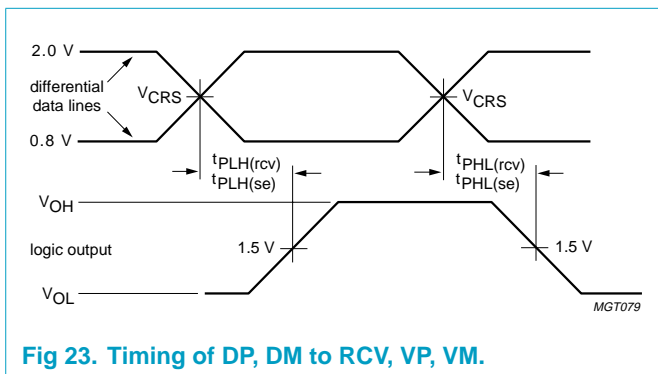 2.0 V
differential
data lines
VCRS
VCRS
0.8 V
tPLH(rcv)
tPLH(se)
tPHL(rcv)
tPHL(se)
VOH
logic output
1.5 V
1.5 V
VOL
MGT079
Fig 23. Timing of DP, DM to RCV, VP, VM.